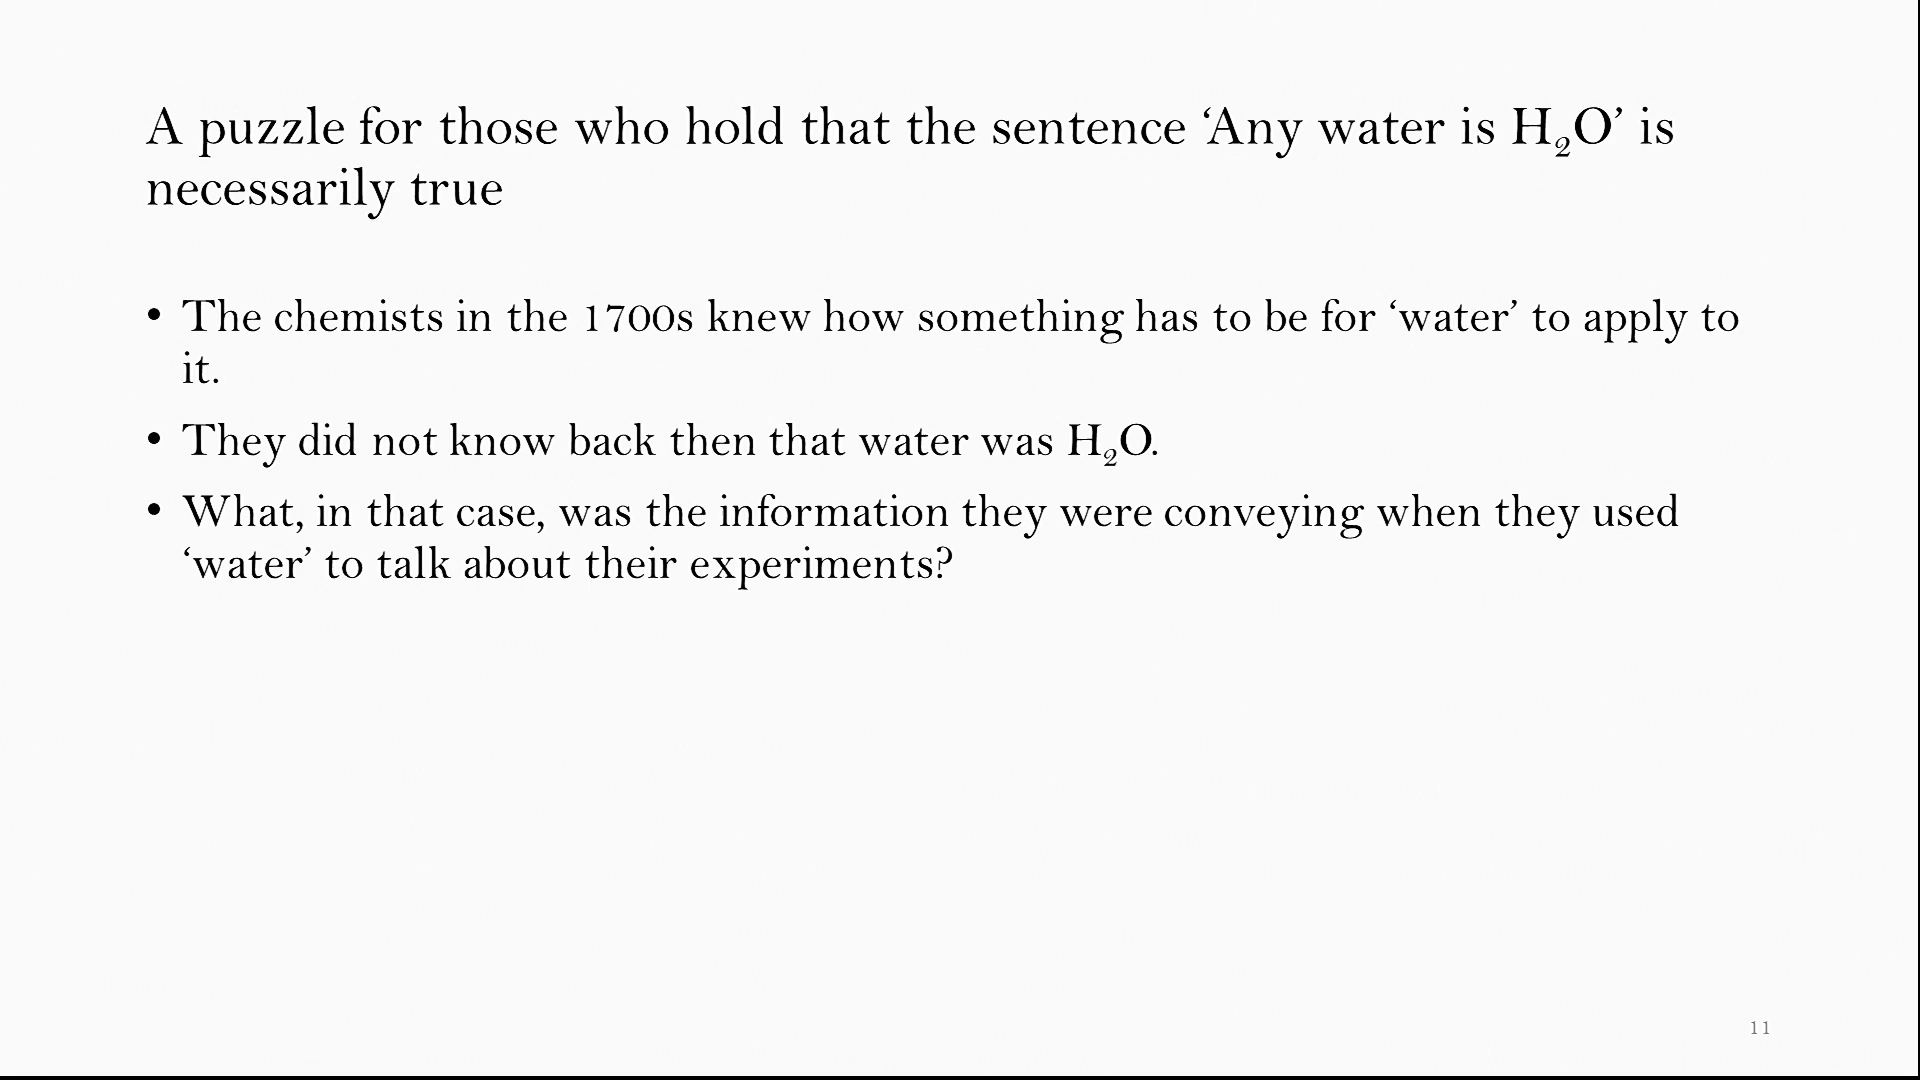 A puzzle for those who hold that the sentence ‘Any water is H₂O’ is
necessarily true
• The chemists in the 1700s knew how something has to be for ‘water’ to apply to
it.
• They did not know back then that water was H₂O.
• What, in that case, was the information they were conveying when they used
‘water’ to talk about their experiments?
11